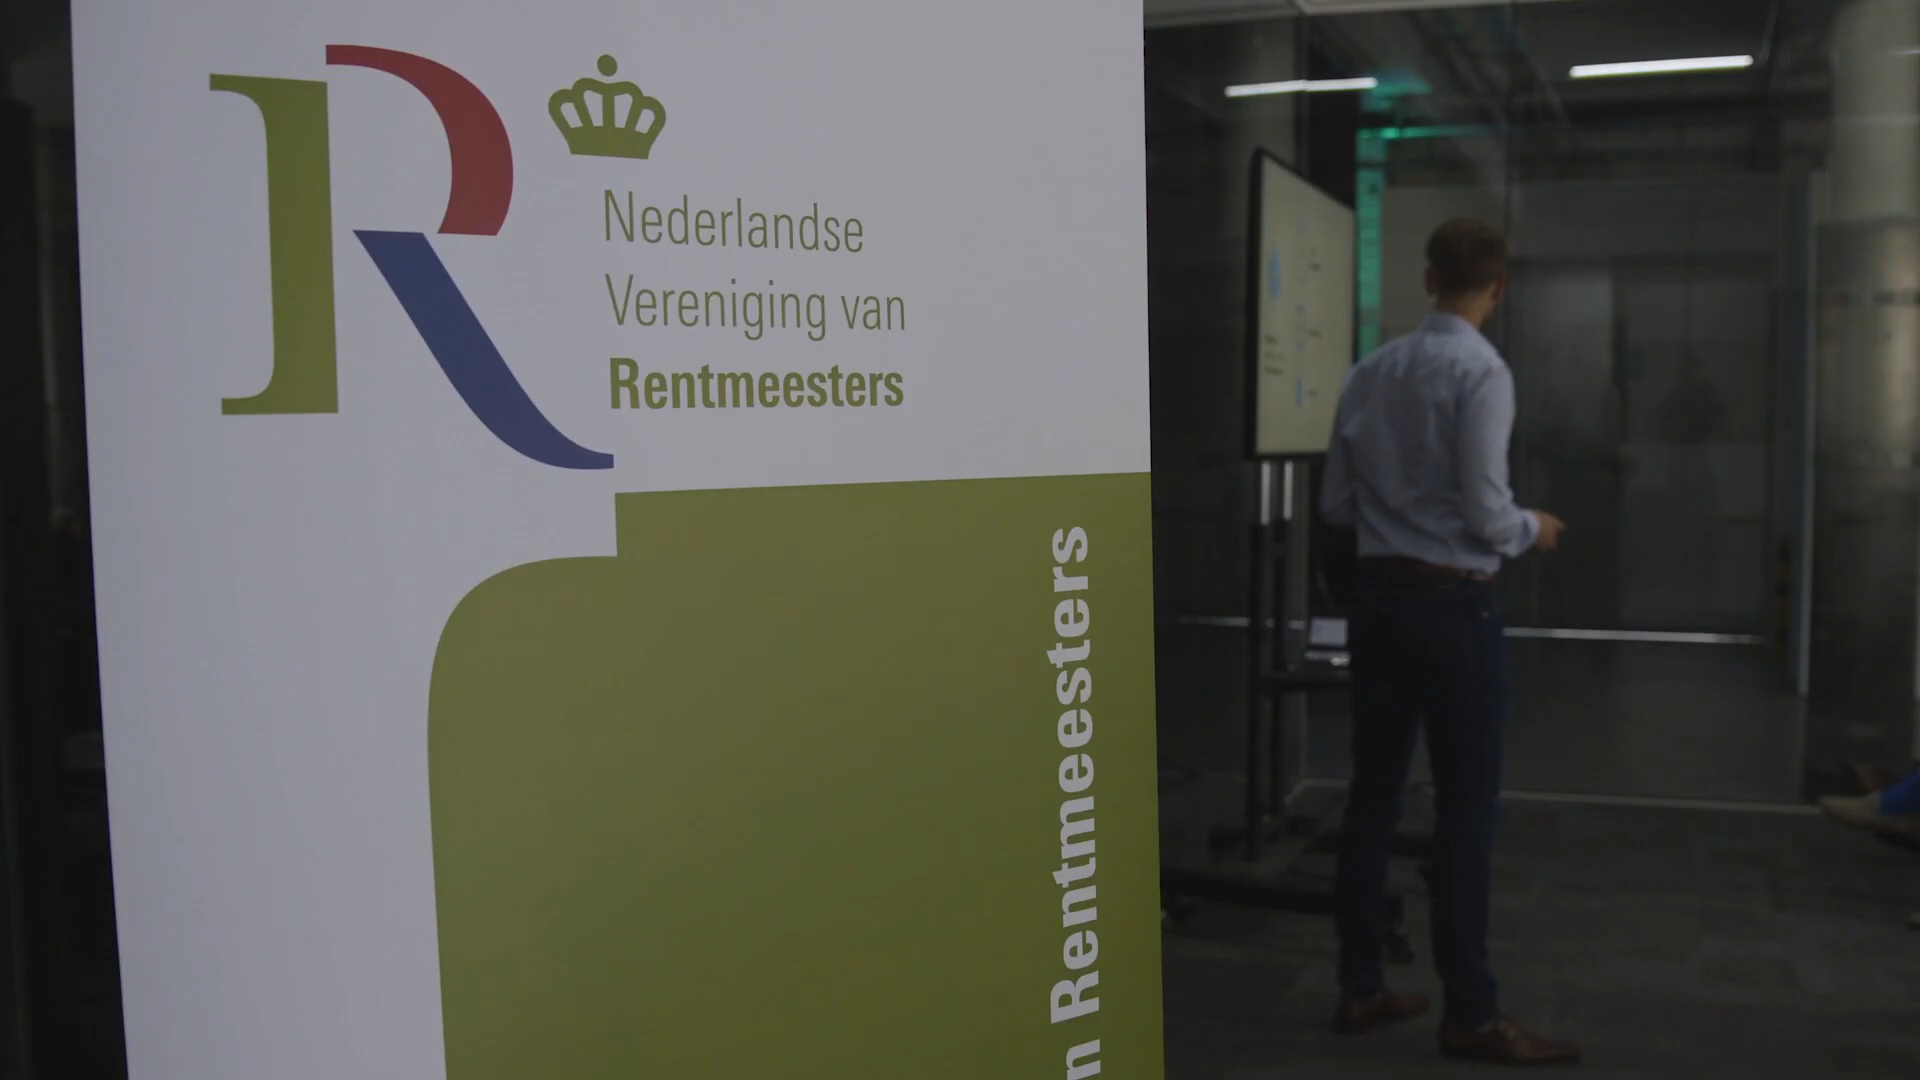 Nederlandse
Vereniging van
Rentmeesters
n Rentmeesters